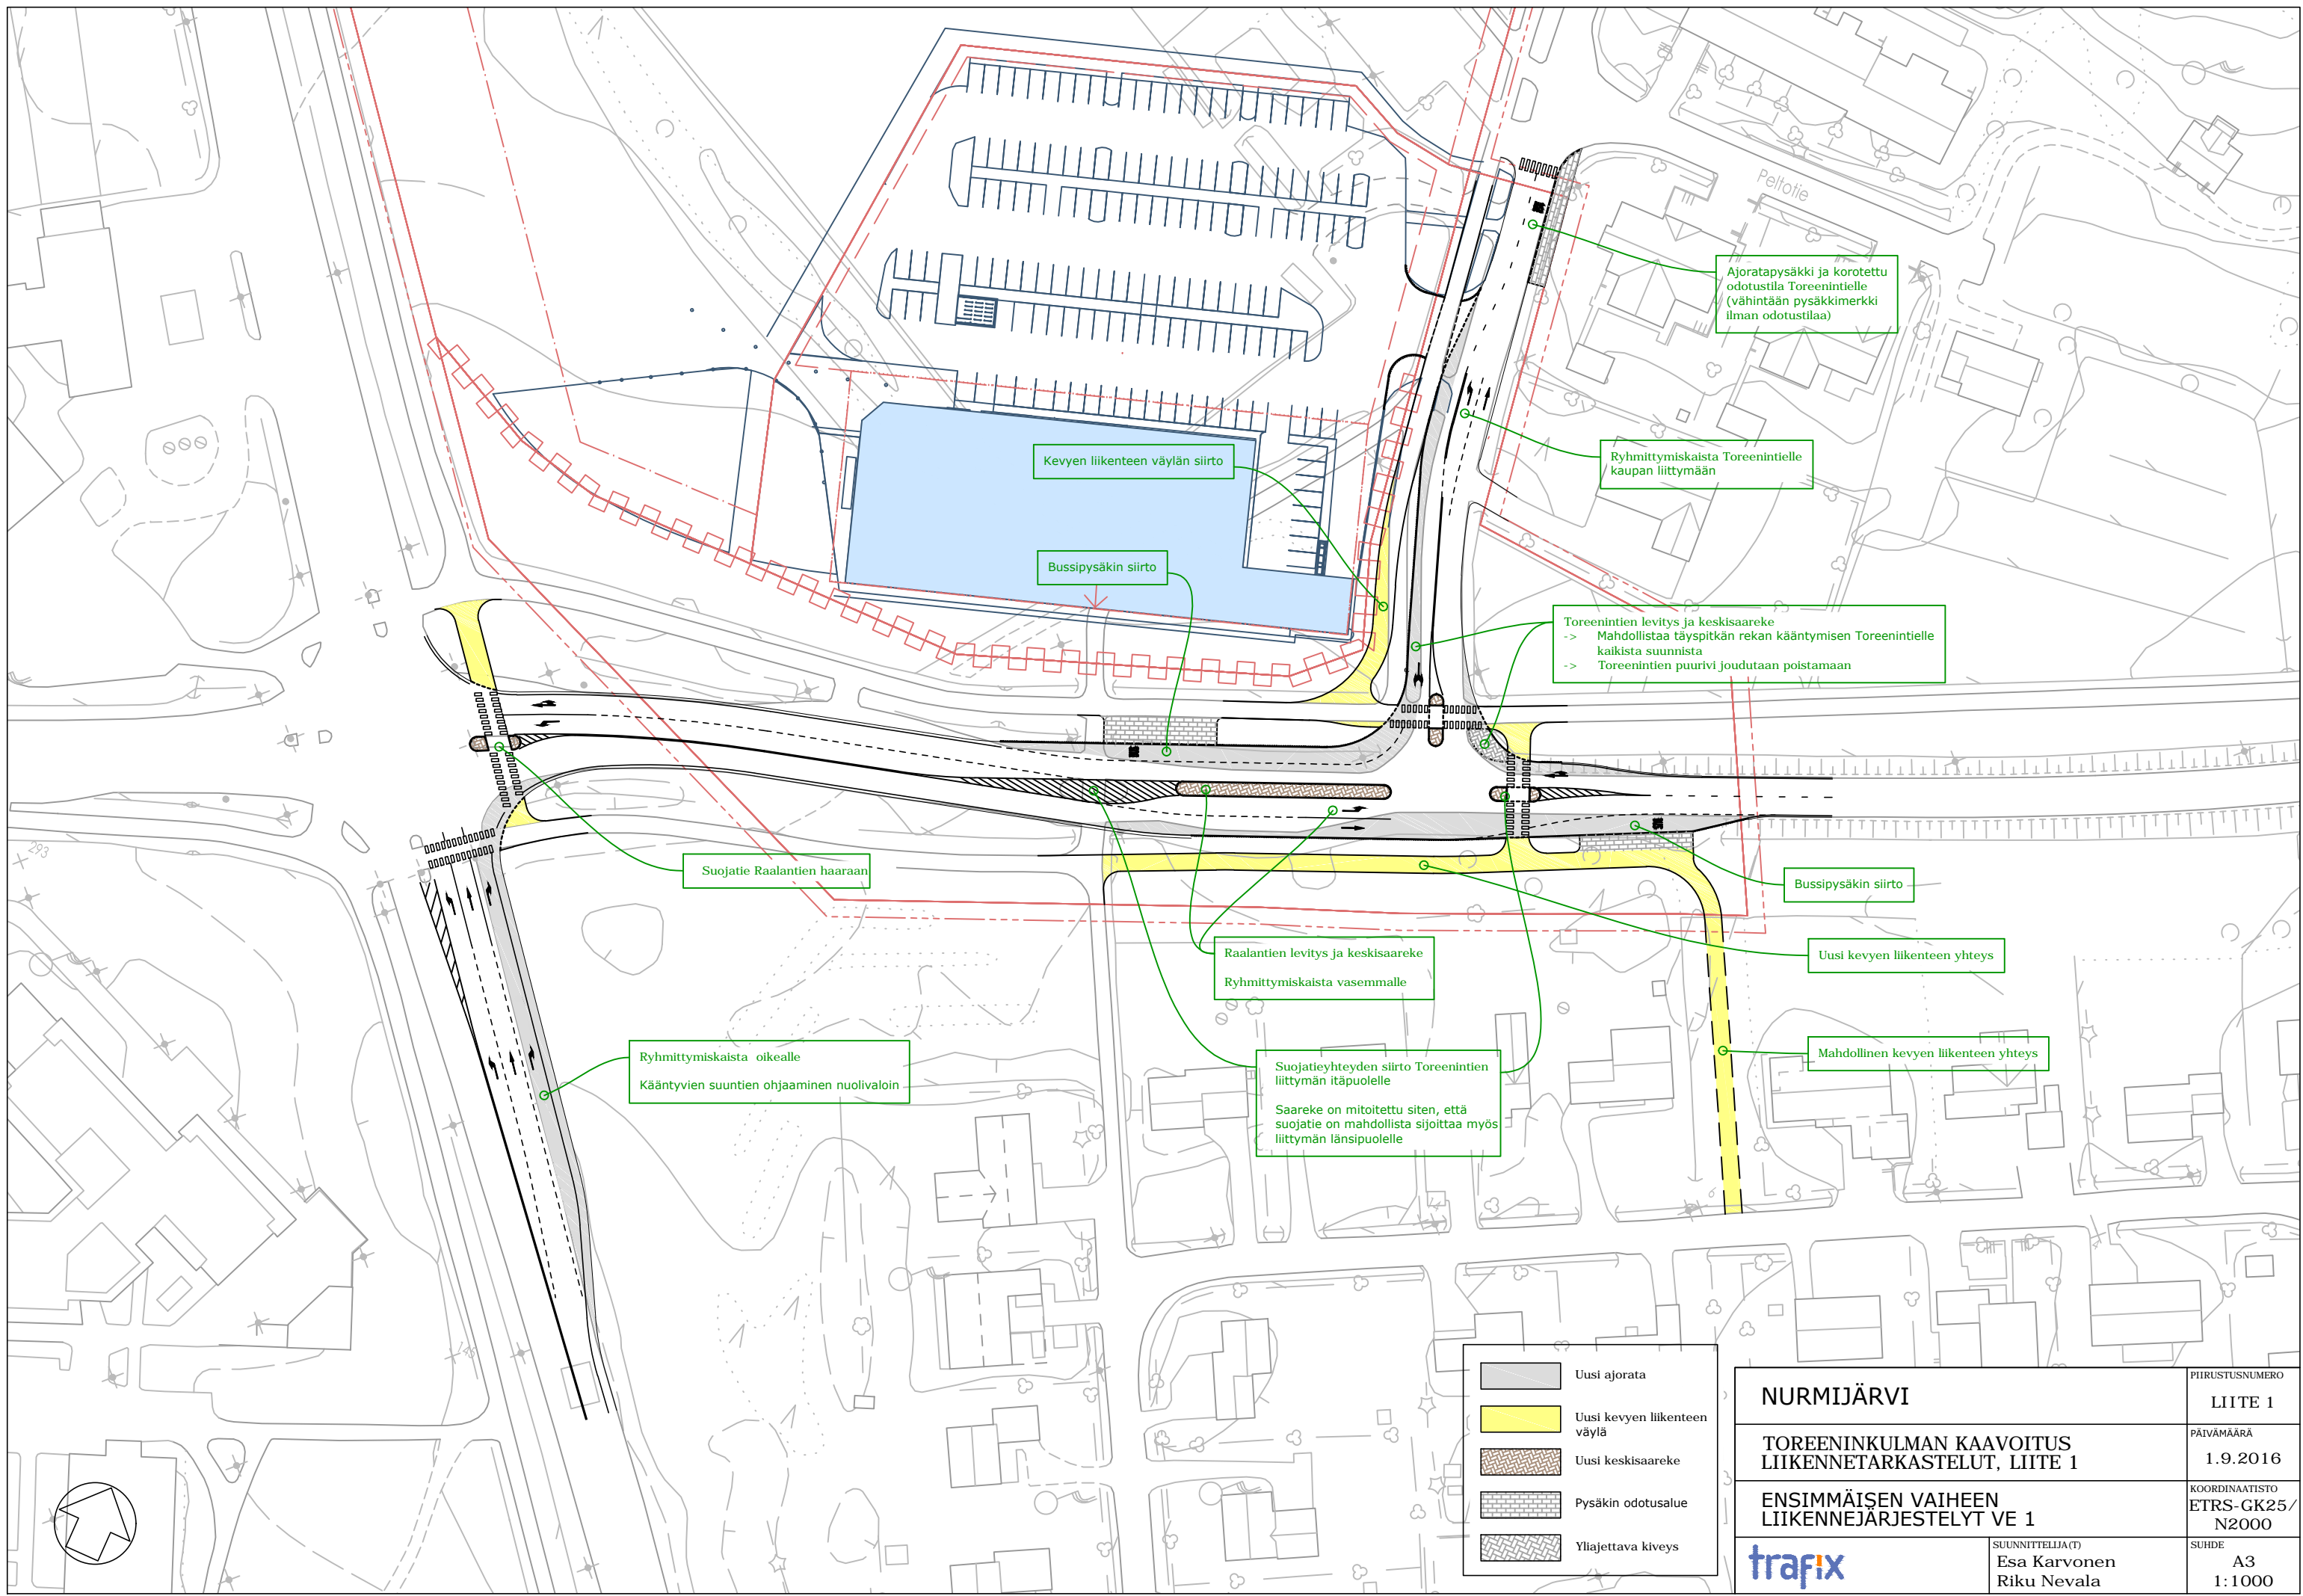 Peltotie
Ajoratapysäkki ja korotettu
odotustila Toreenintielle
(vähintään pysäkkimerkki
ilman odotustilaa)
Kevyen liikenteen väylän siirto
Ryhmittymiskaista Toreenintielle
kaupan liittymään
Bussipysäkin siirto
Toreenintien levitys ja keskisaareke
-> Mahdollistaa täyspitkän rekan kääntymisen Toreenintielle
kaikista suunnista
-> Toreenintien puurivi joudutaan poistamaan
293
Suojatie Raalantien haaraan
Bussipysäkin siirto
Raalantien levitys ja keskisaareke
Ryhmittymiskaista vasemmalle
Uusi kevyen liikenteen yhteys
Ryhmittymiskaista oikealle
Kääntyvien suuntien ohjaaminen nuolivaloin
Suojatieyhteyden siirto Toreenintien
liittymän itäpuolelle
Saareke on mitoitettu siten, että
suojatie on mahdollista sijoittaa myös
liittymän länsipuolelle
Mahdollinen kevyen liikenteen yhteys
145
Uusi ajorata
Uusi kevyen liikenteen
väylä
Uusi keskisaareke
Pysäkin odotusalue
Yliajettava kiveys
NURMIJÄRVI
PIIRUSTUSNUMERO
LIITE 1
TOREENINKULMAN KAAVOITUS
LIIKENNETARKASTELUT, LIITE 1
PÄIVÄMÄÄRÄ
1.9.2016
ENSIMMÄISEN VAIHEEN
LIIKENNEJÄRJESTELYT VE 1
KOORDINAATISTO
ETRS-GK25/
N2000
trafix
SUUNNITTELIJA(T)
Esa Karvonen
Riku Nevala
SUHDE
A3
1:1000